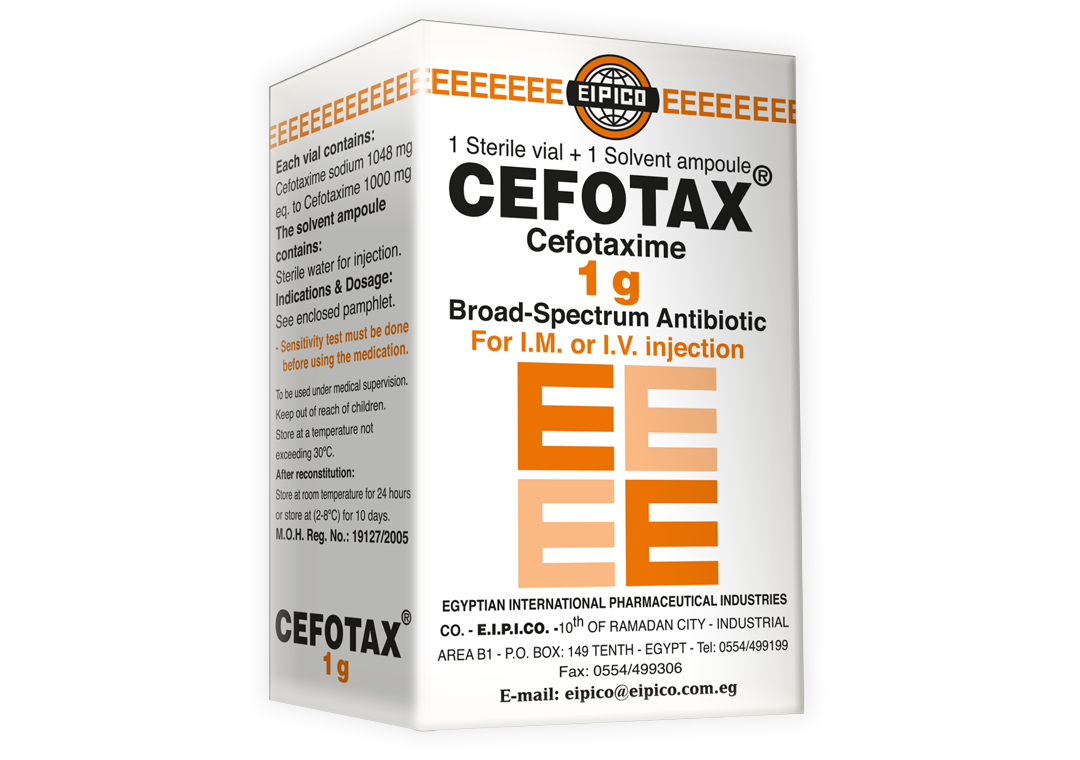 EEEEEEEEEEEE
Each vial contains:
Cefotaxime sodium 1048 mg
eq. to Cefotaxime 1000 mg
The solvent ampoule
contains:
Sterile water for injection.
Indications & Dosage:
See enclosed pamphlet.
- Sensitivity test must be done
before using the medication.
To be used under medical supervision.
Keep out of reach of children.
Store at a temperature not
exceeding 30ºC.
After reconstitution:
Store at room temperature for 24 hours
or store at (2-8ºC) for 10 days.
M.O.H. Reg. No.: 19127/2005
CEFOTAX®
1 g
EEEEEEEE EIPICO EEEEEEEE
1 Sterile vial + 1 Solvent ampoule
CEFOTAX®
Cefotaxime
1 g
Broad-Spectrum Antibiotic
For I.M. or I.V. injection
E E
E E
EGYPTIAN INTERNATIONAL PHARMACEUTICAL INDUSTRIES
CO. - E.I.P.I.CO. -10th OF RAMADAN CITY - INDUSTRIAL
AREA B1 - P.O. BOX: 149 TENTH - EGYPT - Tel: 0554/499199
Fax: 0554/499306
E-mail: eipico@eipico.com.eg